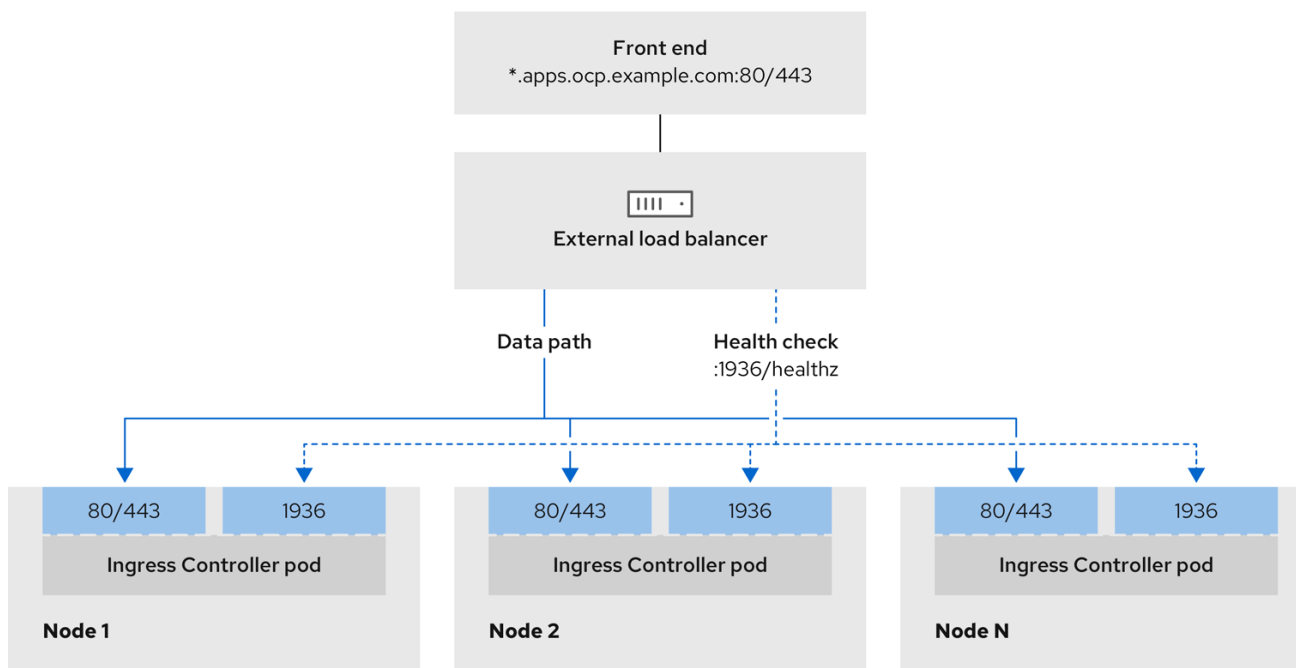 Front end
*.apps.ocp.example.com:80/443
External load balancer
Data path
Health check
:1936/healthz
80/443
1936
80/443
1936
80/443
1936
Ingress Controller pod
Ingress Controller pod
Ingress Controller pod
Node 1
Node 2
Node N